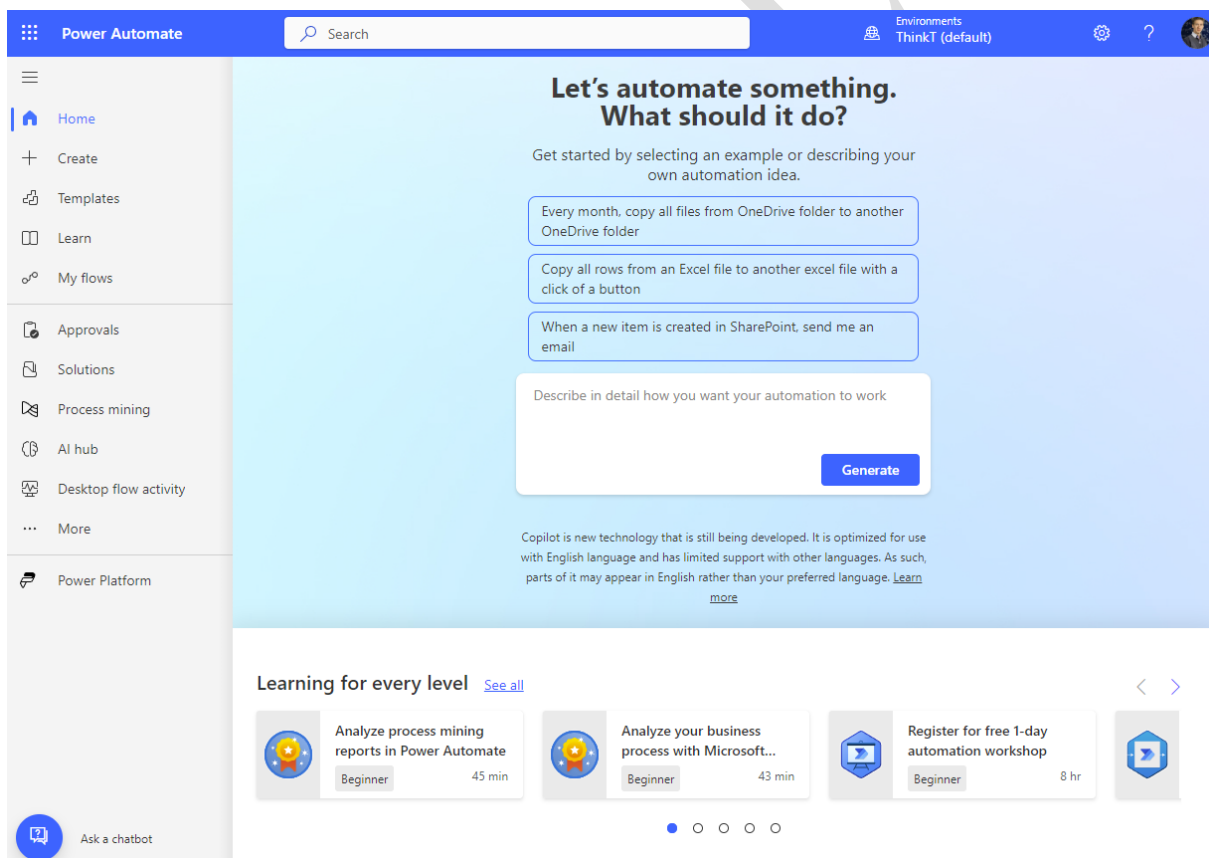 Power Automate
Search
Environments
ThinkT (default)
?
Home
Create
Templates
Learn
My flows
Approvals
Solutions
Process mining
AI hub
Desktop flow activity
More
Power Platform
Ask a chatbot
Let's automate something.
What should it do?
Get started by selecting an example or describing your
own automation idea.
Every month, copy all files from OneDrive folder to another
OneDrive folder
Copy all rows from an Excel file to another excel file with a
click of a button
When a new item is created in SharePoint, send me an
email
Describe in detail how you want your automation to work
Generate
Copilot is new technology that is still being developed. It is optimized for use
with English language and has limited support with other languages. As such,
parts of it may appear in English rather than your preferred language. Learn
more
Learning for every level See all
Analyze process mining
reports in Power Automate
Beginner 45 min
Analyze your business
process with Microsoft...
Beginner 43 min
Register for free 1-day
automation workshop
Beginner 8 hr